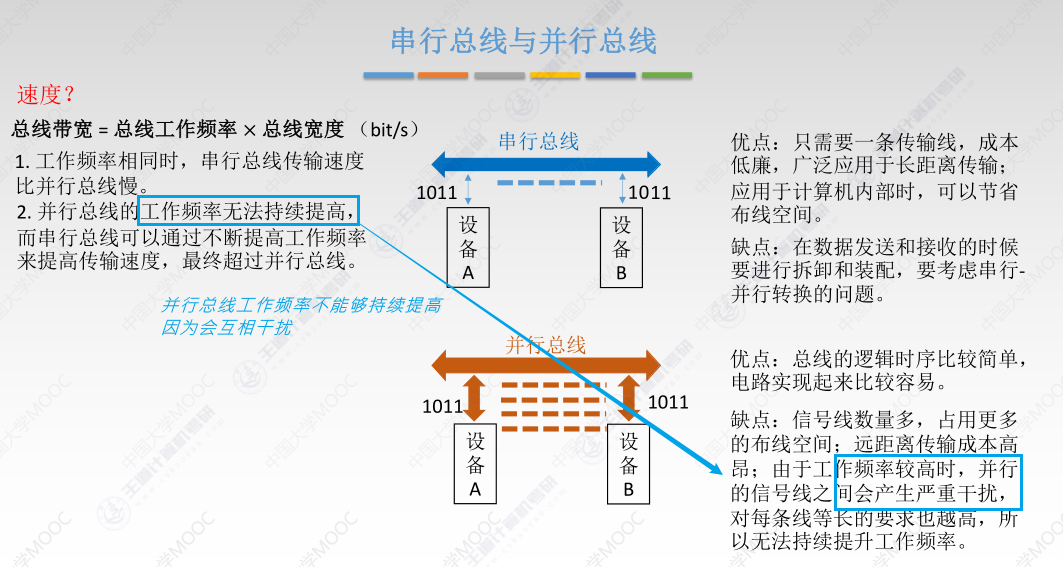 串行总线与并行总线
速度？
总线带宽 = 总线工作频率 × 总线宽度 （bit/s）
1. 工作频率相同时，串行总线传输速度
比并行总线慢。
2. 并行总线的工作频率无法持续提高，
而串行总线可以通过不断提高工作频率
来提高传输速度，最终超过并行总线。
并行总线工作频率不能够持续提高
因为会互相干扰
串行总线
1011
1011
设
备
A
设
备
B
优点：只需要一条传输线，成本
低廉，广泛应用于长距离传输；
应用于计算机内部时，可以节省
布线空间。
缺点：在数据发送和接收的时候
要进行拆卸和装配，要考虑串行-
并行转换的问题。
并行总线
1011
1011
设
备
A
设
备
B
优点：总线的逻辑时序比较简单，
电路实现起来比较容易。
缺点：信号线数量多，占用更多
的布线空间；远距离传输成本高
昂；由于工作频率较高时，并行
的信号线之间会产生严重干扰，
对每条线等长的要求也越高，所
以无法持续提升工作频率。